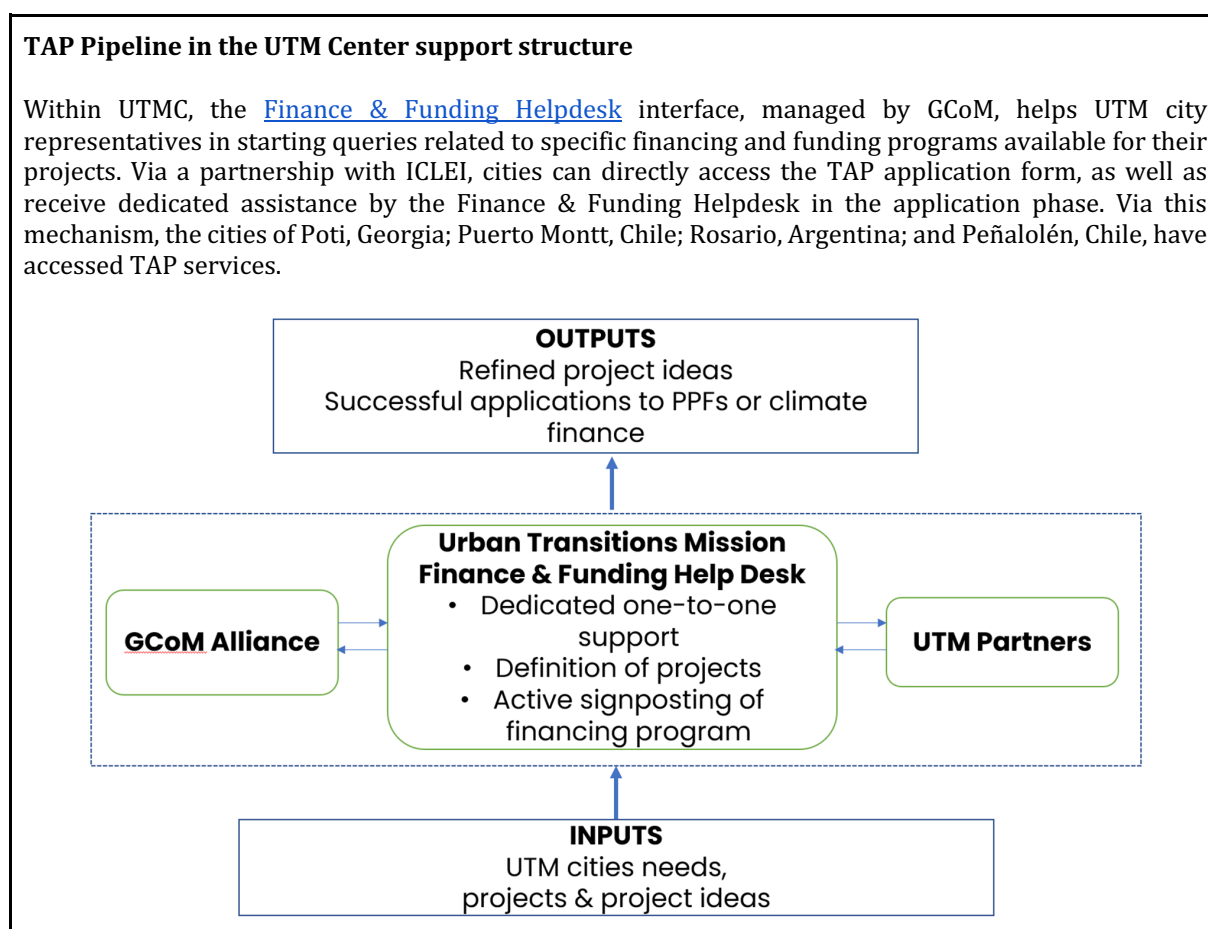 TAP Pipeline in the UTM Center support structure
Within UTMC, the Finance & Funding Helpdesk interface, managed by GCoM, helps UTM city
representatives in starting queries related to specific financing and funding programs available for their
projects. Via a partnership with ICLEI, cities can directly access the TAP application form, as well as
receive dedicated assistance by the Finance & Funding Helpdesk in the application phase. Via this
mechanism, the cities of Poti, Georgia; Puerto Montt, Chile; Rosario, Argentina; and Peñalolén, Chile, have
accessed TAP services.
OUTPUTS
Refined project ideas
Successful applications to PPFs or climate
finance
GCoM Alliance
Urban Transitions Mission
Finance & Funding Help Desk
• Dedicated one-to-one
support
• Definition of projects
• Active signposting of
financing program
UTM Partners
INPUTS
UTM cities needs,
projects & project ideas